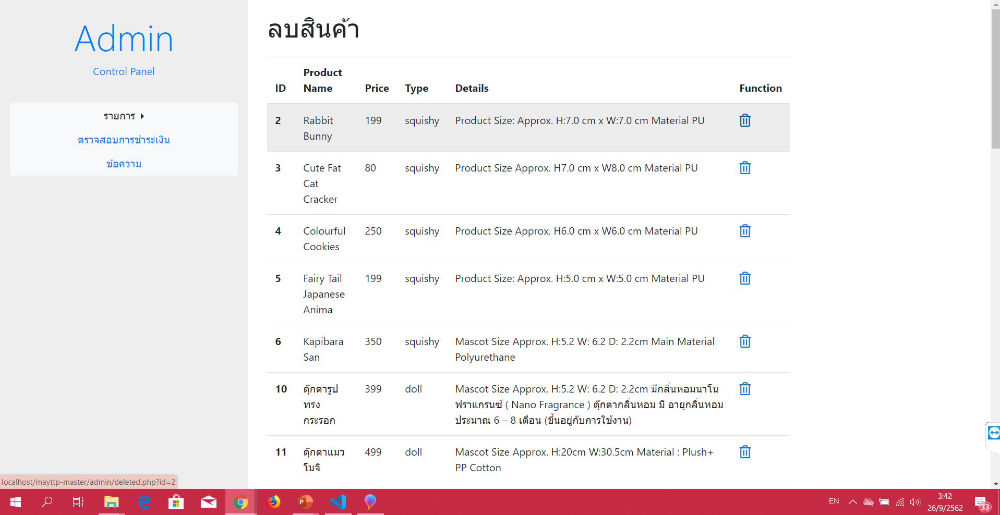 Admin
Control Panel
รายการ
ตรวจสอบการชำระเงิน
ข้อความ
ลบสินค้า
ID Product Name Price Type Details Function
2 Rabbit Bunny 199 squishy Product Size: Approx. H:7.0 cm x W:7.0 cm Material PU
3 Cute Fat Cat Cracker 80 squishy Product Size Approx. H7.0 cm x W8.0 cm Material PU
4 Colourful Cookies 250 squishy Product Size Approx. H6.0 cm x W6.0 cm Material PU
5 Fairy Tail Japanese Anima 199 squishy Product Size: Approx. H:5.0 cm x W:5.0 cm Material PU
6 Kapibara San 350 squishy Mascot Size Approx. H:5.2 W: 6.2 D: 2.2cm Main Material Polyurethane
10 ตุ๊กตารูปทรงกระรอก 399 doll Mascot Size Approx. H:5.2 W: 6.2 D: 2.2cm มีกลิ่นหอมนาโนฟราแกรนซ์ ( Nano Fragrance ) ตุ๊กตากลิ่นหอม มี อายุกลิ่นหอมประมาณ 6 – 8 เดือน (ขึ้นอยู่กับการใช้งาน)
11 ตุ๊กตาแมวโมจิ 499 doll Mascot Size Approx. H:20cm W:30.5cm Material : Plush+ PP Cotton
localhost/mayttp-master/admin/deleted.php?id=2
EN
3:42
26/9/2562
33